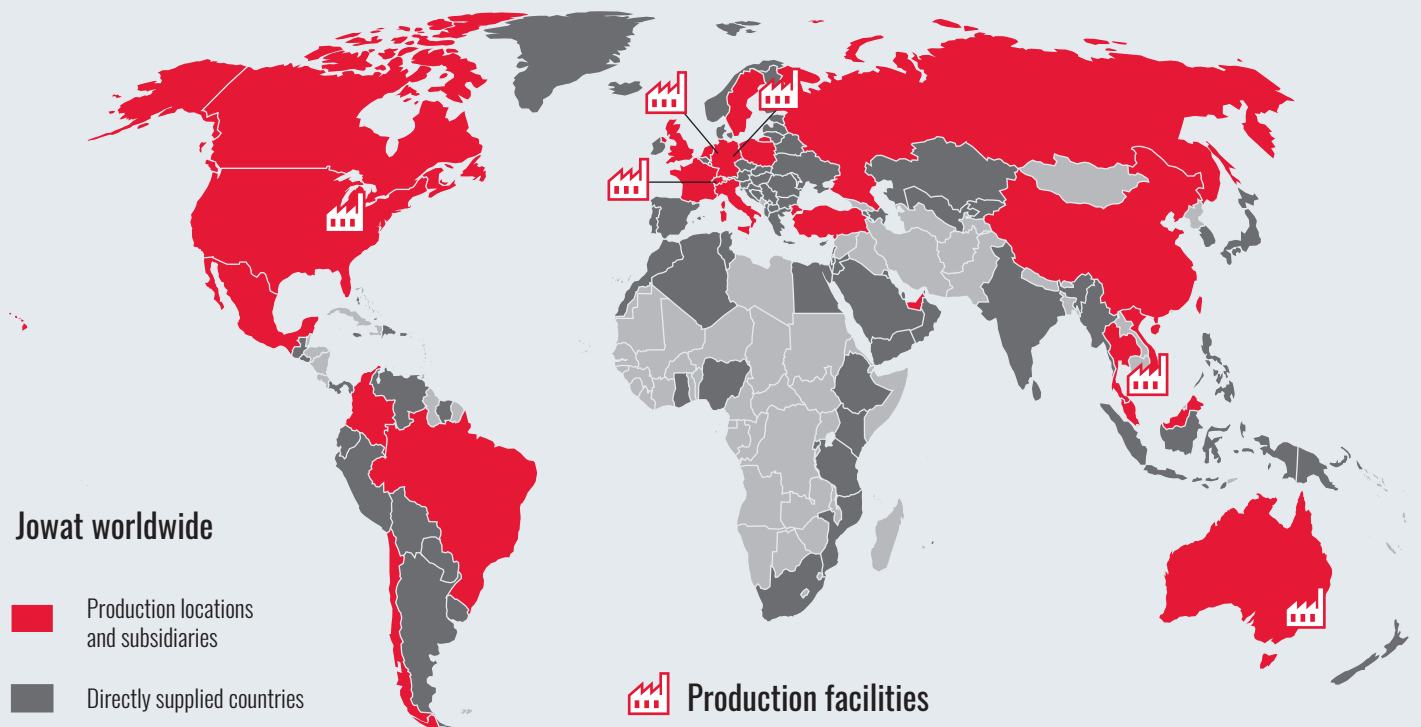 Jowat worldwide
Production locations
and subsidiaries
Directly supplied countries
Production facilities